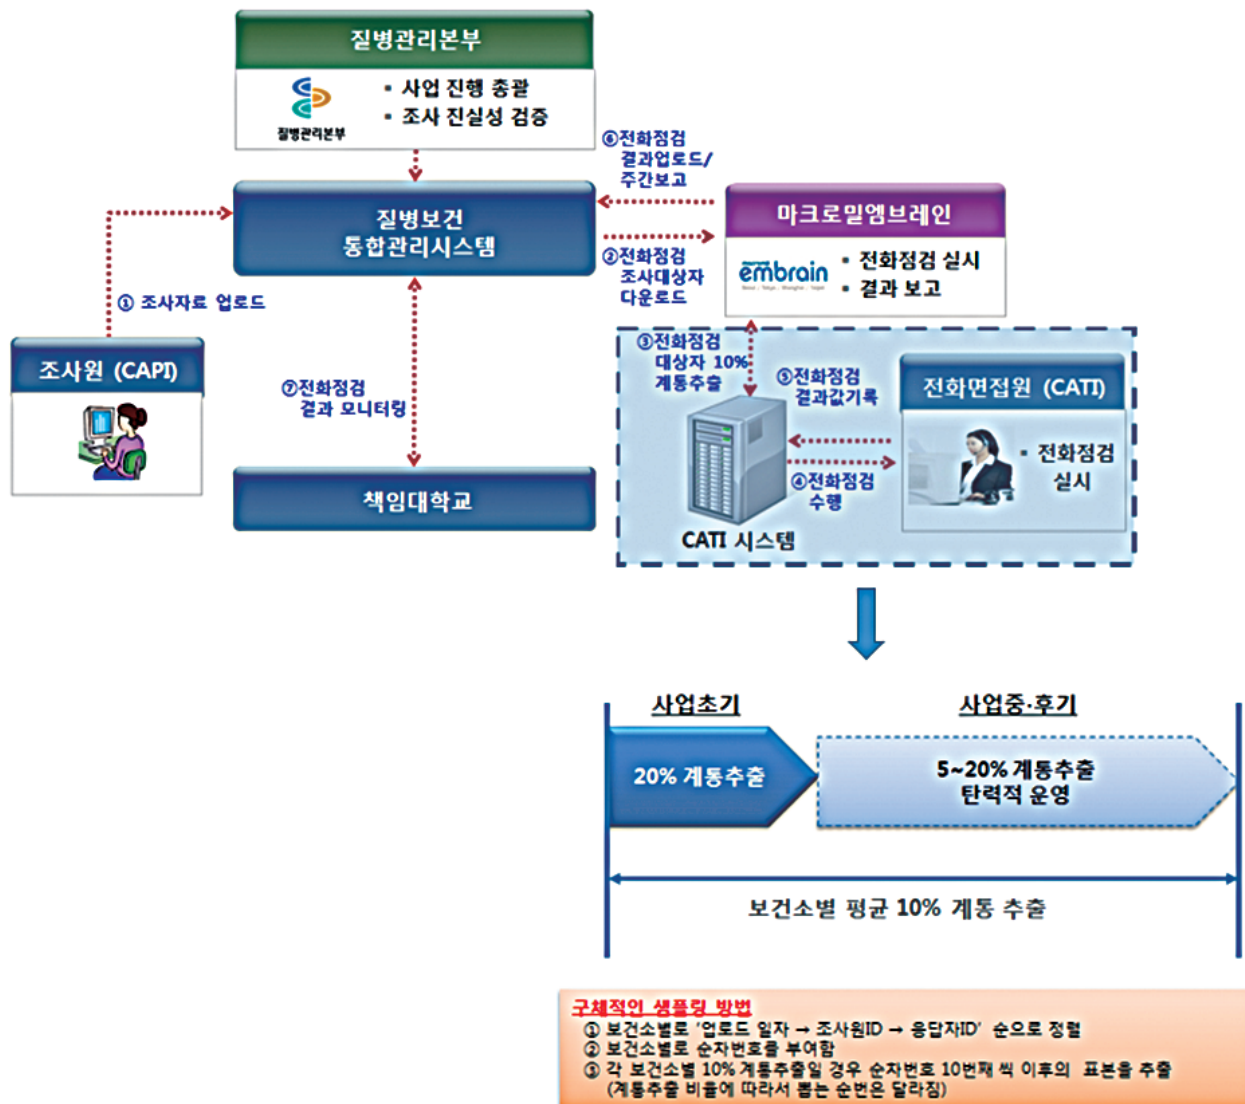 질병관리본부
질병관리본부
▪ 사업 진행 총괄
▪ 조사 진실성 검증
⑥전화점검
결과업로드/
주간보고
질병보건
통합관리시스템
마크로밀엠브레인
embrain
▪ 전화점검 실시
▪ 결과 보고
②전화점검
조사대상자
다운로드
① 조사자료 업로드
조사원 (CAPI)
⑦전화점검
결과 모니터링
책임대학교
③전화점검
대상자 10%
계통추출
⑤전화점검
결과값기록
전화면접원 (CATI)
▪ 전화점검
실시
④전화점검
수행
CATI 시스템
사업초기
사업중·후기
20% 계통추출
5~20% 계통추출
탄력적 운영
보건소별 평균 10% 계통 추출
구체적인 샘플링 방법
① 보건소별로 '업로드 일자 → 조사원ID → 응답자ID' 순으로 정렬
② 보건소별로 순차번호를 부여함
③ 각 보건소별 10% 계통추출일 경우 순차번호 10번째 씩 이후의 표본을 추출
(계통추출 비율에 따라서 뽑는 순번은 달라짐)